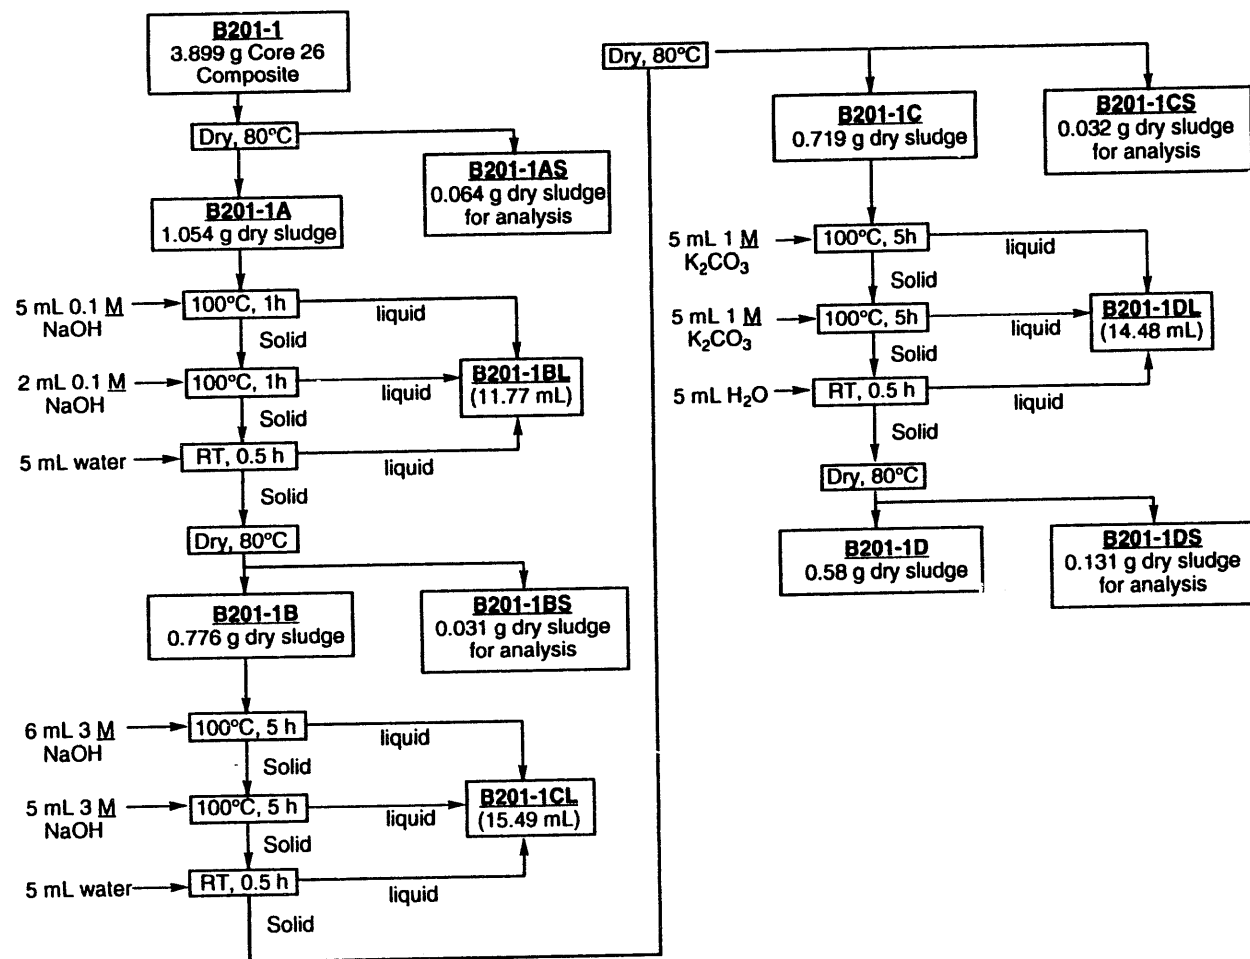 B201-1
3.899 g Core 26
Composite
Dry, 80°C
B201-1AS
0.064 g dry sludge
for analysis
B201-1A
1.054 g dry sludge
5 mL 0.1 M
NaOH
100°C, 1h
liquid
Solid
2 mL 0.1 M
NaOH
100°C, 1h
liquid
B201-1BL
(11.77 mL)
Solid
5 mL water
RT, 0.5 h
liquid
Solid
Dry, 80°C
B201-1B
0.776 g dry sludge
B201-1BS
0.031 g dry sludge
for analysis
6 mL 3 M
NaOH
100°C, 5 h
liquid
Solid
5 mL 3 M
NaOH
100°C, 5 h
liquid
B201-1CL
(15.49 mL)
Solid
5 mL water
RT, 0.5 h
liquid
Solid
Dry, 80°C
B201-1C
0.719 g dry sludge
B201-1CS
0.032 g dry sludge
for analysis
5 mL 1 M
K₂CO₃
100°C, 5h
liquid
Solid
5 mL 1 M
K₂CO₃
100°C, 5h
liquid
B201-1DL
(14.48 mL)
Solid
5 mL H₂O
RT, 0.5 h
liquid
Solid
Dry, 80°C
B201-1D
0.58 g dry sludge
B201-1DS
0.131 g dry sludge
for analysis